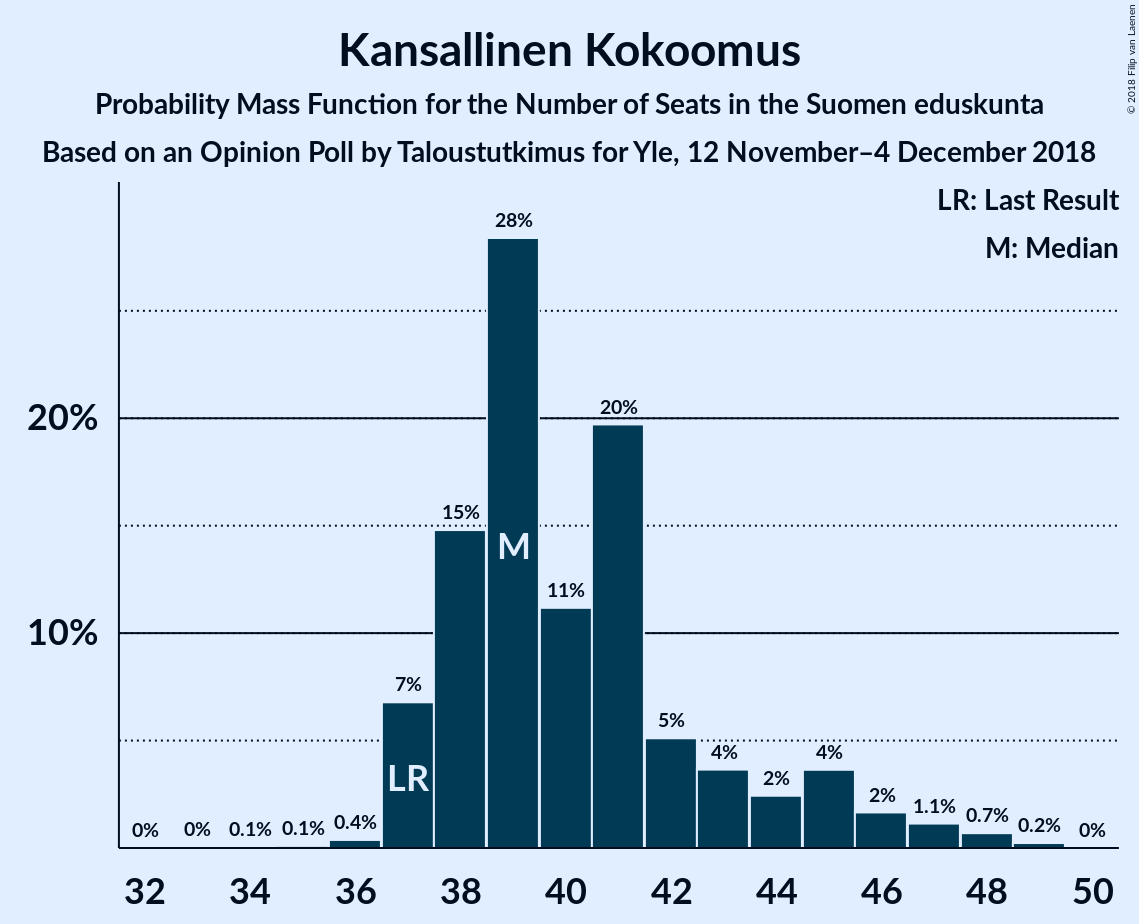 Kansallinen Kokoomus
Probability Mass Function for the Number of Seats in the Suomen eduskunta
Based on an Opinion Poll by Taloustutkimus for Yle, 12 November–4 December 2018
© 2018 Filip van Laenen
LR: Last Result
M: Median
28%
20%
20%
15%
M
11%
10%
7%
5%
4%
4%
2%
LR
2%
1.1%
0.7%
0.4%
0.2%
0%
0%
0.1%
0.1%
0%
32 34 36 38 40 42 44 46 48 50